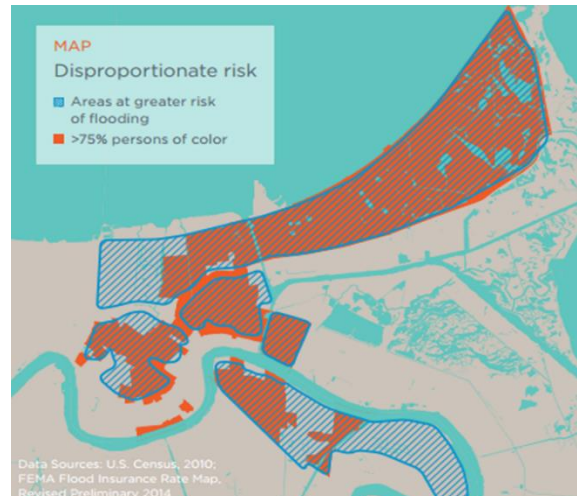 MAP
Disproportionate risk
Areas at greater risk
of flooding
>75% persons of color
Data Sources: U.S. Census, 2010;
FEMA Flood Insurance Rate Map,
Revised Preliminary 2014